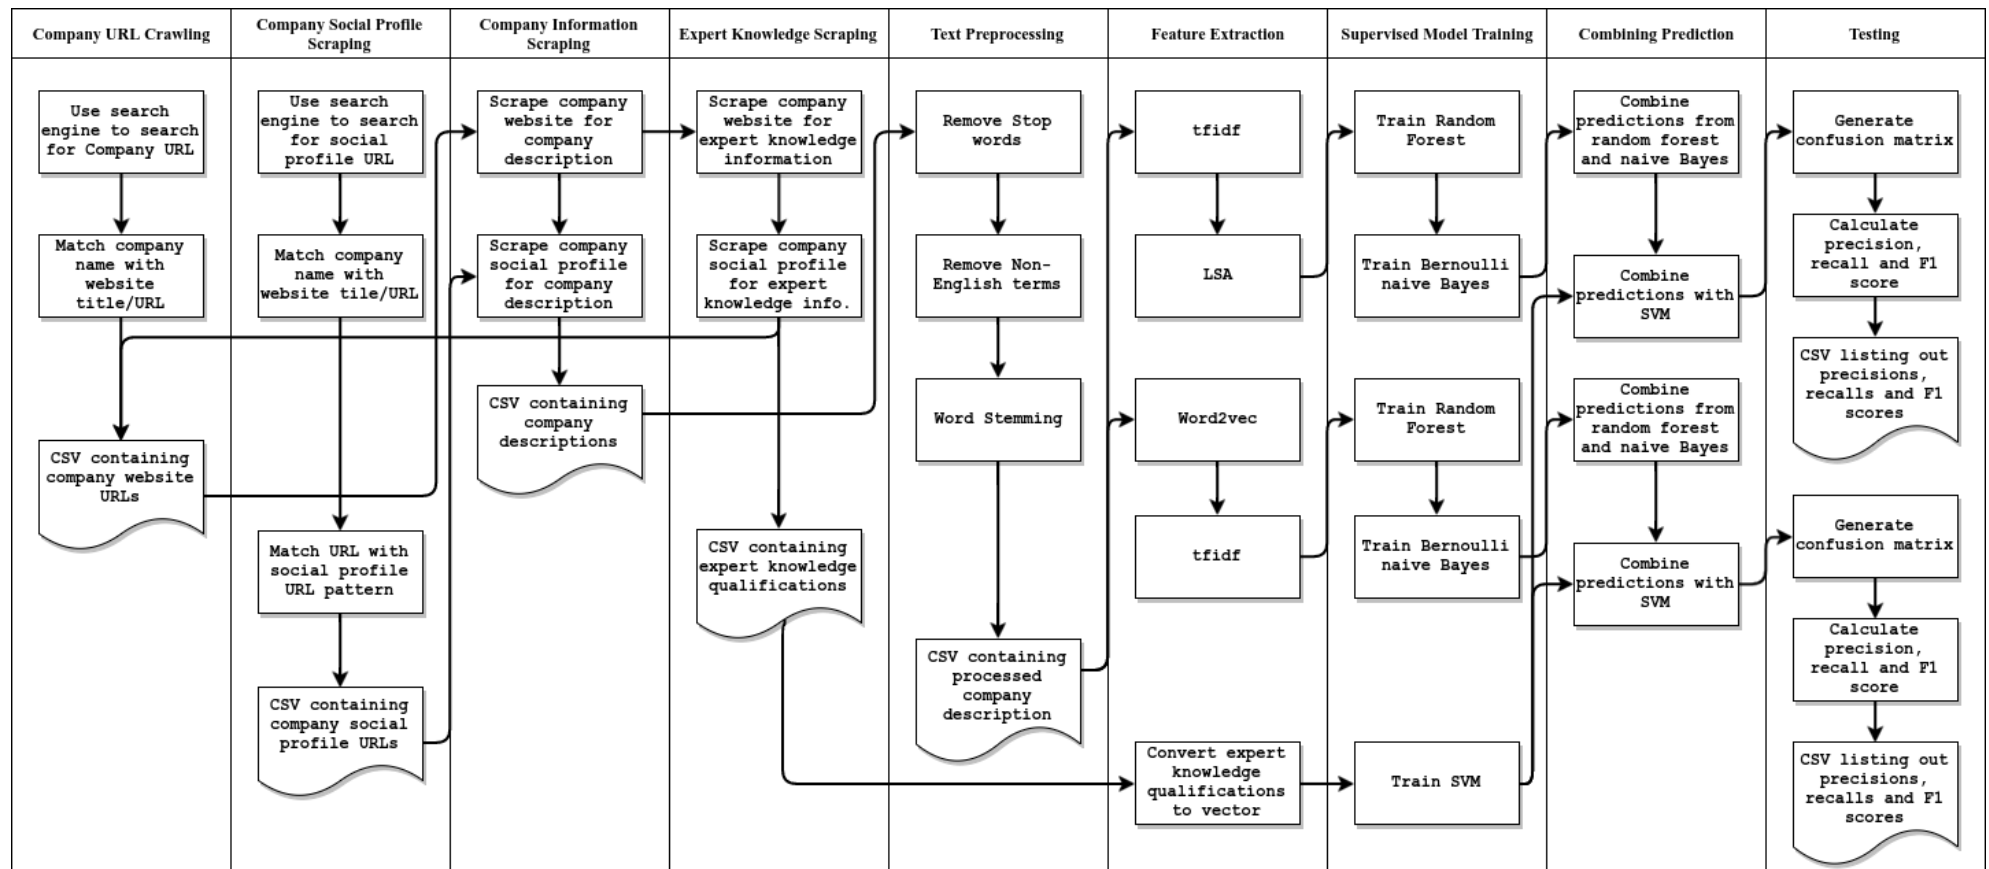 Company URL Crawling
Company Social Profile
Scraping
Company Information
Scraping
Expert Knowledge Scraping
Text Preprocessing
Feature Extraction
Supervised Model Training
Combining Prediction
Testing
Use search
engine to search
for Company URL
Match company
name with
website
title/URL
CSV containing
company website
URLs
Use search
engine to search
for social
profile URL
Match company
name with
website tile/URL
Match URL with
social profile
URL pattern
CSV containing
company social
profile URLs
Scrape company
website for
company
description
Scrape company
social profile
for company
description
CSV containing
company
descriptions
Scrape company
website for
expert knowledge
information
Scrape company
social profile
for expert
knowledge info.
CSV containing
expert knowledge
qualifications
Remove Stop
words
Remove Non-
English terms
Word Stemming
CSV containing
processed
company
description
tfidf
LSA
Word2vec
tfidf
Convert expert
knowledge
qualifications
to vector
Train Random
Forest
Train Bernoulli
naive Bayes
Train Random
Forest
Train Bernoulli
naive Bayes
Train SVM
Combine
predictions from
random forest
and naive Bayes
Combine
predictions with
SVM
Combine
predictions from
random forest
and naive Bayes
Combine
predictions with
SVM
Generate
confusion matrix
Calculate
precision,
recall and F1
score
CSV listing out
precisions,
recalls and F1
scores
Generate
confusion matrix
Calculate
precision,
recall and F1
score
CSV listing out
precisions,
recalls and F1
scores